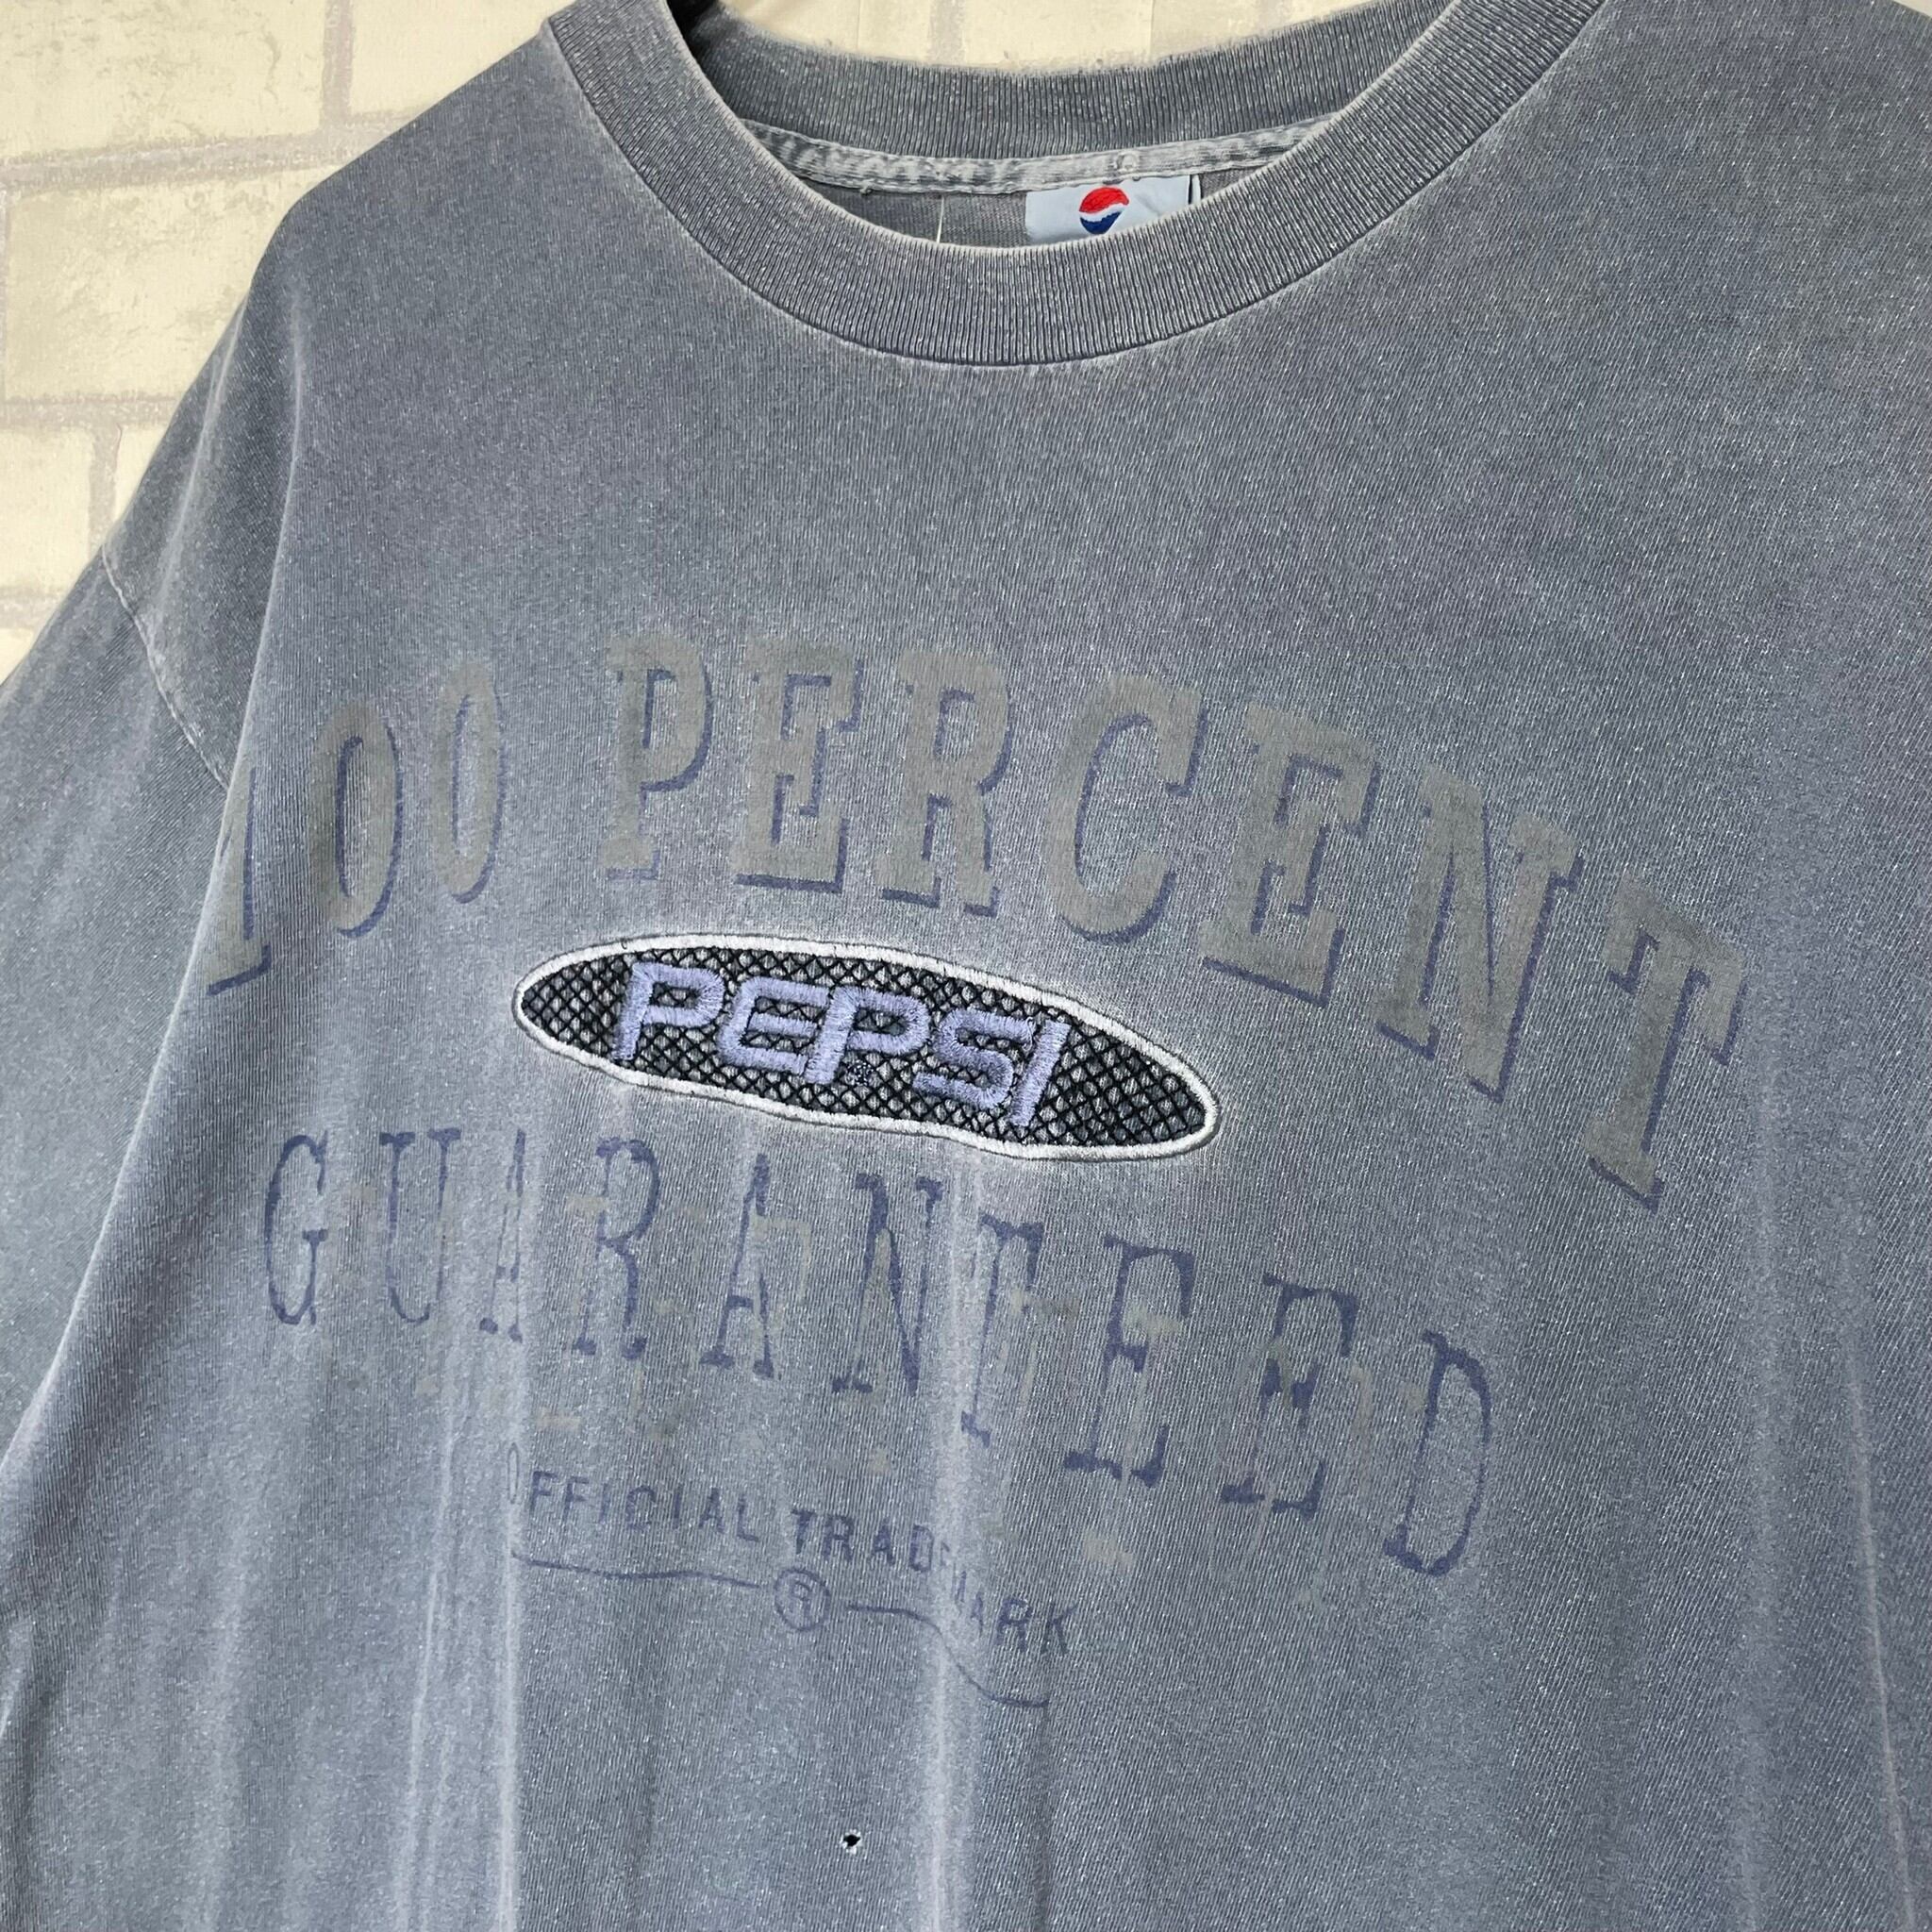 100 PERCENT
PEPSI
GUARANTEED
OFFICIAL TRADEMARK
®